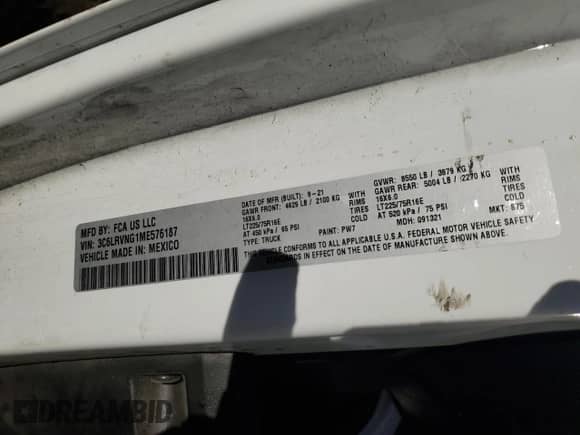 MFD BY: FCA US LLC
VIN: 3C6LRVNG1ME576187
VEHICLE MADE IN: MEXICO
DATE OF MFR (BUILT): 9-21
GAWR FRONT: 4625 LB / 2100 KG WITH
16X6.0 RIMS
LT225/75R16E TIRES
AT 450 kPa / 65 PSI COLD
TYPE: TRUCK
GVWR: 8550 LB / 3879 KG
GAWR REAR: 5004 LB / 2270 KG WITH
16X6.0 RIMS
LT225/75R16E TIRES
AT 520 kPa / 75 PSI COLD
PAINT: PW7 MDH: 091321 MKT: 875
THIS VEHICLE CONFORMS TO ALL APPLICABLE U.S.A. FEDERAL MOTOR VEHICLE SAFETY
STANDARDS IN EFFECT ON THE DATE OF MANUFACTURE SHOWN ABOVE.
DREAMBID